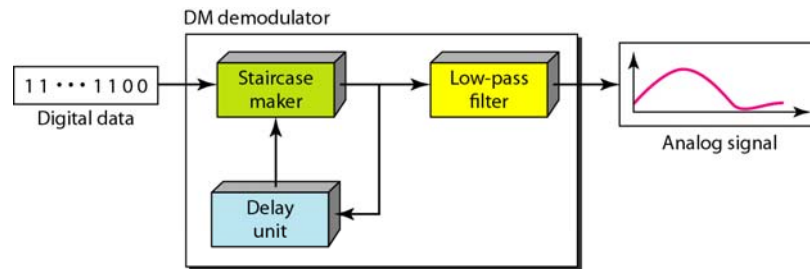 DM demodulator
11 ••• 1100
Digital data
Staircase
maker
Low-pass
filter
Analog signal
Delay
unit